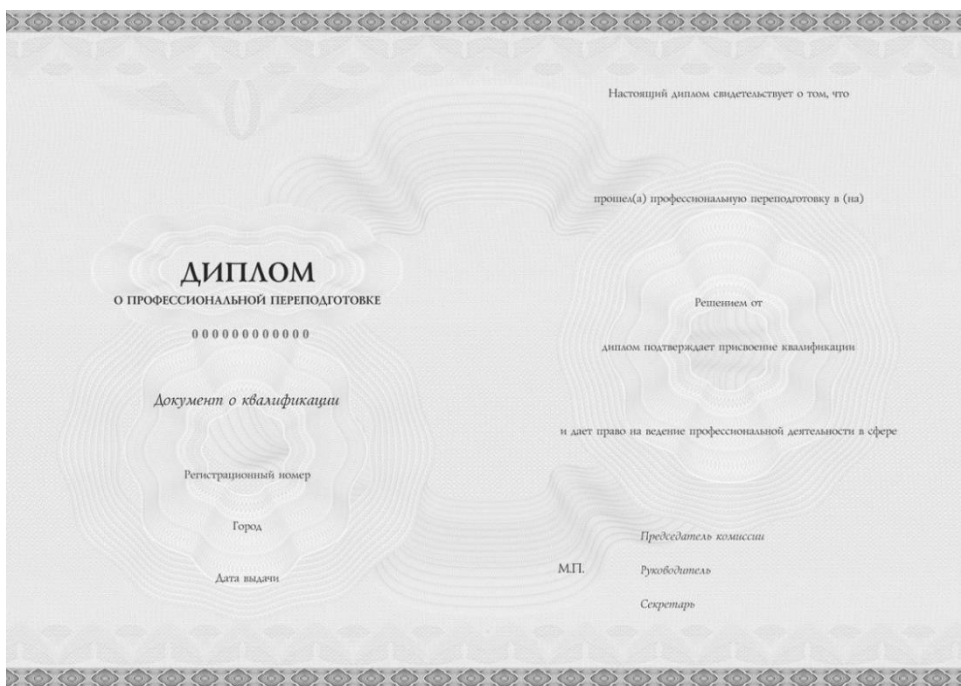 ДИПЛОМ
О ПРОФЕССИОНАЛЬНОЙ ПЕРЕПОДГОТОВКЕ
000000000000
Документ о квалификации
Регистрационный номер
Город
Дата выдачи
Настоящий диплом свидетельствует о том, что
прошел(а) профессиональную переподготовку в (на)
Решением от
диплом подтверждает присвоение квалификации
и дает право на ведение профессиональной деятельности в сфере
Председатель комиссии
М.П.
Руководитель
Секретарь